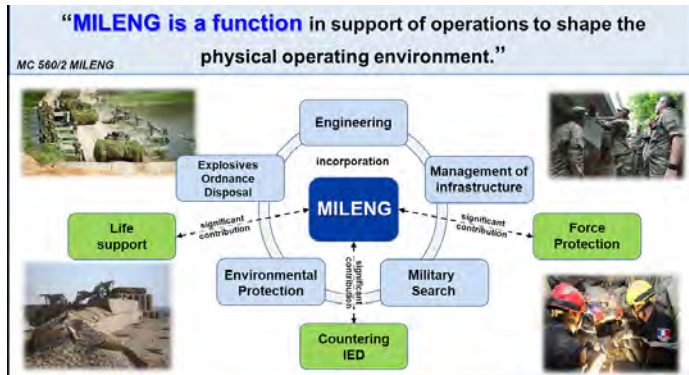 “MILENG is a function in support of operations to shape the
physical operating environment.”
MC 560/2 MILENG
Engineering
incorporation
Explosives
Ordnance
Disposal
Management of
infrastructure
MILENG
significant
contribution
significant
contribution
Life
support
Force
Protection
significant
contribution
Environmental
Protection
Military
Search
Countering
IED